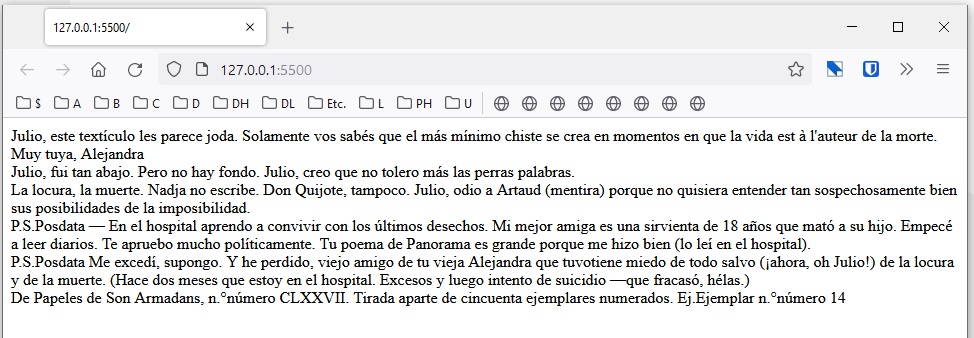 127.0.0.1:5500/
127.0.0.1:5500
$ A B C D DH DL Etc. L PH U
Julio, este textículo les parece joda. Solamente vos sabés que el más mínimo chiste se crea en momentos en que la vida est à l'auteur de la morte.
Muy tuya, Alejandra
Julio, fui tan abajo. Pero no hay fondo. Julio, creo que no tolero más las perras palabras.
La locura, la muerte. Nadja no escribe. Don Quijote, tampoco. Julio, odio a Artaud (mentira) porque no quisiera entender tan sospechosamente bien
sus posibilidades de la imposibilidad.
P.S.Posdata — En el hospital aprendo a convivir con los últimos desechos. Mi mejor amiga es una sirvienta de 18 años que mató a su hijo. Empecé
a leer diarios. Te apruebo mucho políticamente. Tu poema de Panorama es grande porque me hizo bien (lo leí en el hospital).
P.S.Posdata Me excedí, supongo. Y he perdido, viejo amigo de tu vieja Alejandra que tuvotiene miedo de todo salvo (¡ahora, oh Julio!) de la locura
y de la muerte. (Hace dos meses que estoy en el hospital. Excesos y luego intento de suicidio —que fracasó, hélas.)
De Papeles de Son Armadans, n.°número CLXXVII. Tirada aparte de cincuenta ejemplares numerados. Ej.Ejemplar n.°número 14